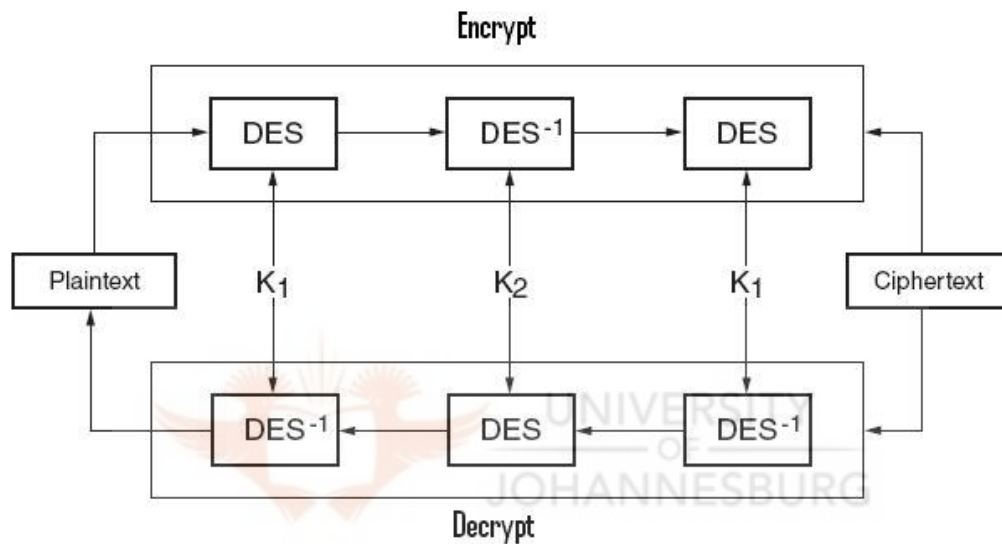 Encrypt
DES
DES-1
DES
Plaintext
K1
K2
K1
Ciphertext
DES-1
DES
DES-1
UNIVERSITY
OF
JOHANNESBURG
Decrypt